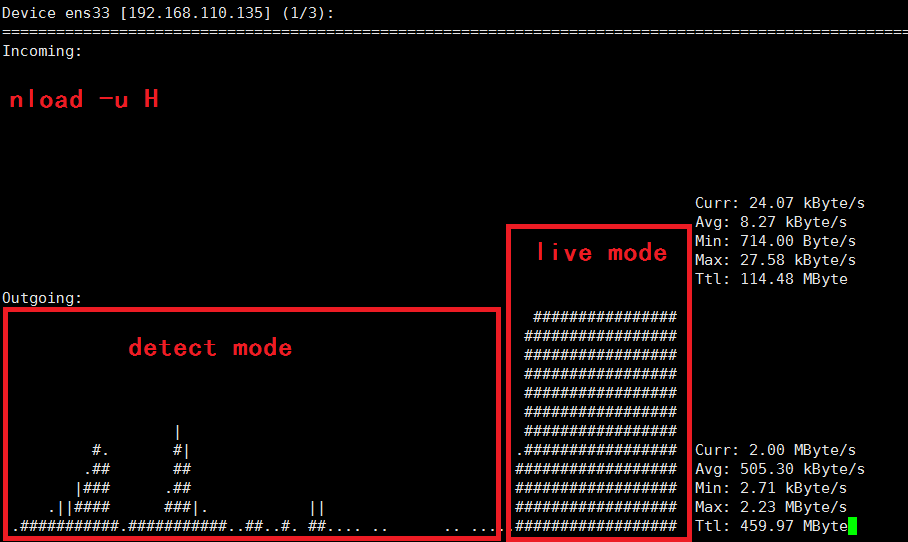 Device ens33 [192.168.110.135] (1/3):
================================================================================
Incoming:
nload -u H
Curr: 24.07 kByte/s
Avg: 8.27 kByte/s
Min: 714.00 Byte/s
live mode
Max: 27.58 kByte/s
Ttl: 114.48 MByte
Outgoing:
################
detect mode
#################
#################
#################
#################
#################
| #################
#. #| .################# Curr: 2.00 MByte/s
.## ## ################## Avg: 505.30 kByte/s
|### .## ################## Min: 2.71 kByte/s
.||#### ###|. || ################## Max: 2.23 MByte/s
.###########.###########..##..#. ##.... .. .. .....################## Ttl: 459.97 MByte